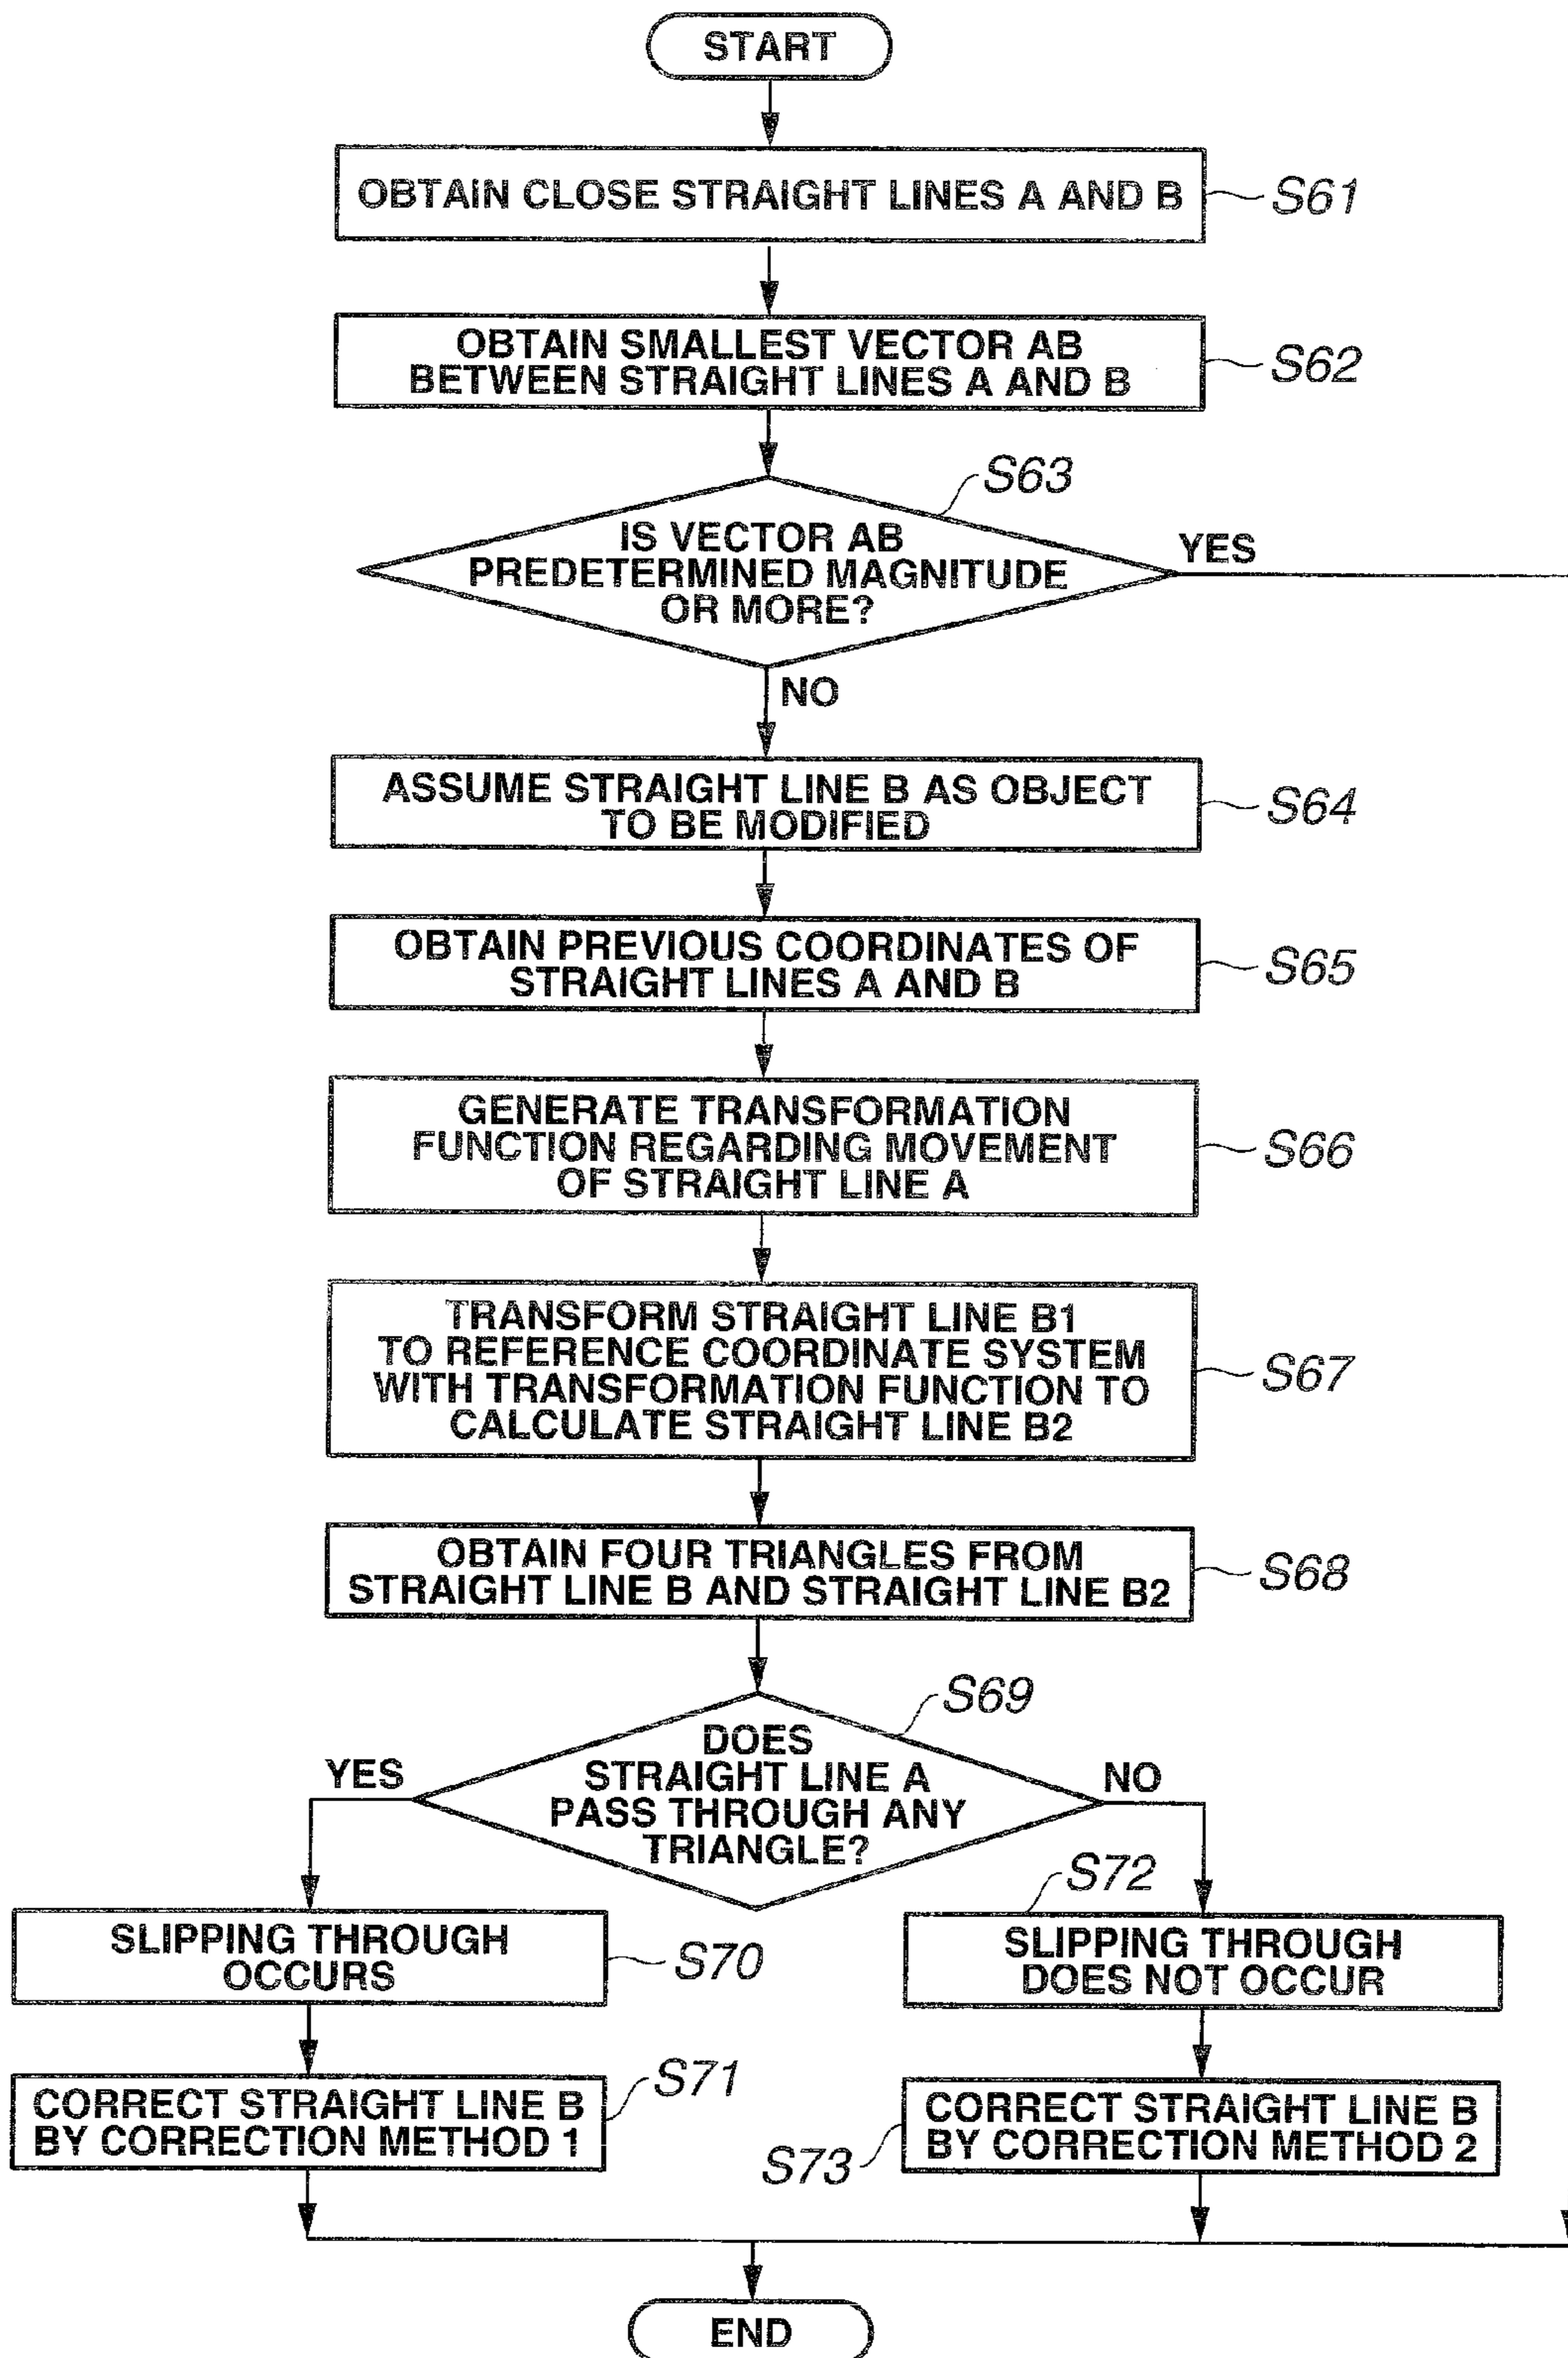 START
OBTAIN CLOSE STRAIGHT LINES A AND B
S61
OBTAIN SMALLEST VECTOR AB
BETWEEN STRAIGHT LINES A AND B
S62
S63
IS VECTOR AB
PREDETERMINED MAGNITUDE
OR MORE?
YES
NO
ASSUME STRAIGHT LINE B AS OBJECT
TO BE MODIFIED
S64
OBTAIN PREVIOUS COORDINATES OF
STRAIGHT LINES A AND B
S65
GENERATE TRANSFORMATION
FUNCTION REGARDING MOVEMENT
OF STRAIGHT LINE A
S66
TRANSFORM STRAIGHT LINE B1
TO REFERENCE COORDINATE SYSTEM
WITH TRANSFORMATION FUNCTION TO
CALCULATE STRAIGHT LINE B2
S67
OBTAIN FOUR TRIANGLES FROM
STRAIGHT LINE B AND STRAIGHT LINE B2
S68
S69
DOES
STRAIGHT LINE A
PASS THROUGH ANY
TRIANGLE?
YES
NO
SLIPPING THROUGH
OCCURS
S70
S72
SLIPPING THROUGH
DOES NOT OCCUR
CORRECT STRAIGHT LINE B
BY CORRECTION METHOD 1
S71
CORRECT STRAIGHT LINE B
BY CORRECTION METHOD 2
S73
END